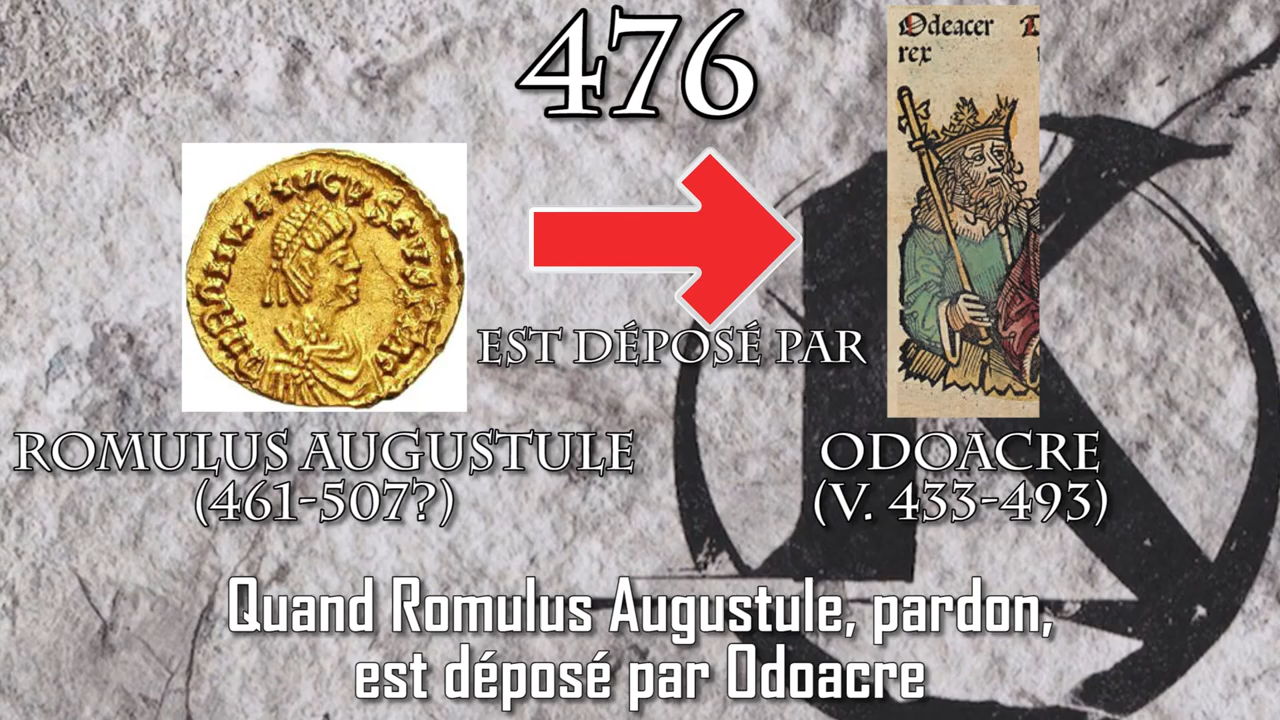 476
Odeacer
rex
EST DÉPOSÉ PAR
ROMULUS AUGUSTULE
(461-507?)
ODOACRE
(V. 433-493)
Quand Romulus Augustule, pardon,
est déposé par Odoacre